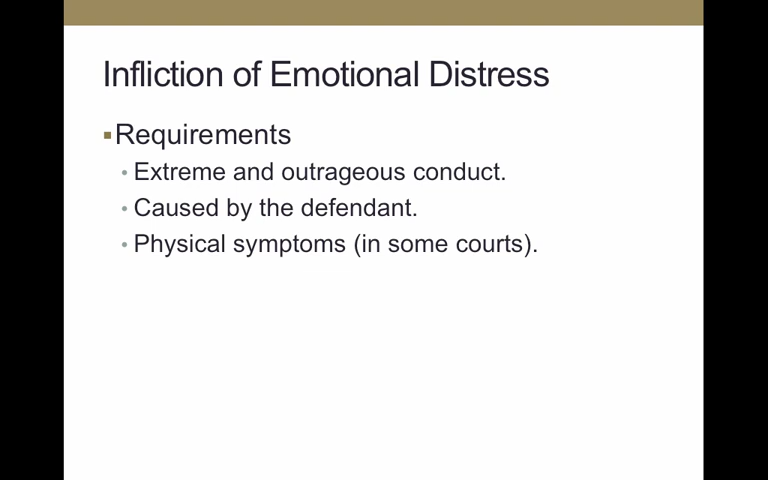 Infliction of Emotional Distress
▪Requirements
• Extreme and outrageous conduct.
• Caused by the defendant.
• Physical symptoms (in some courts).